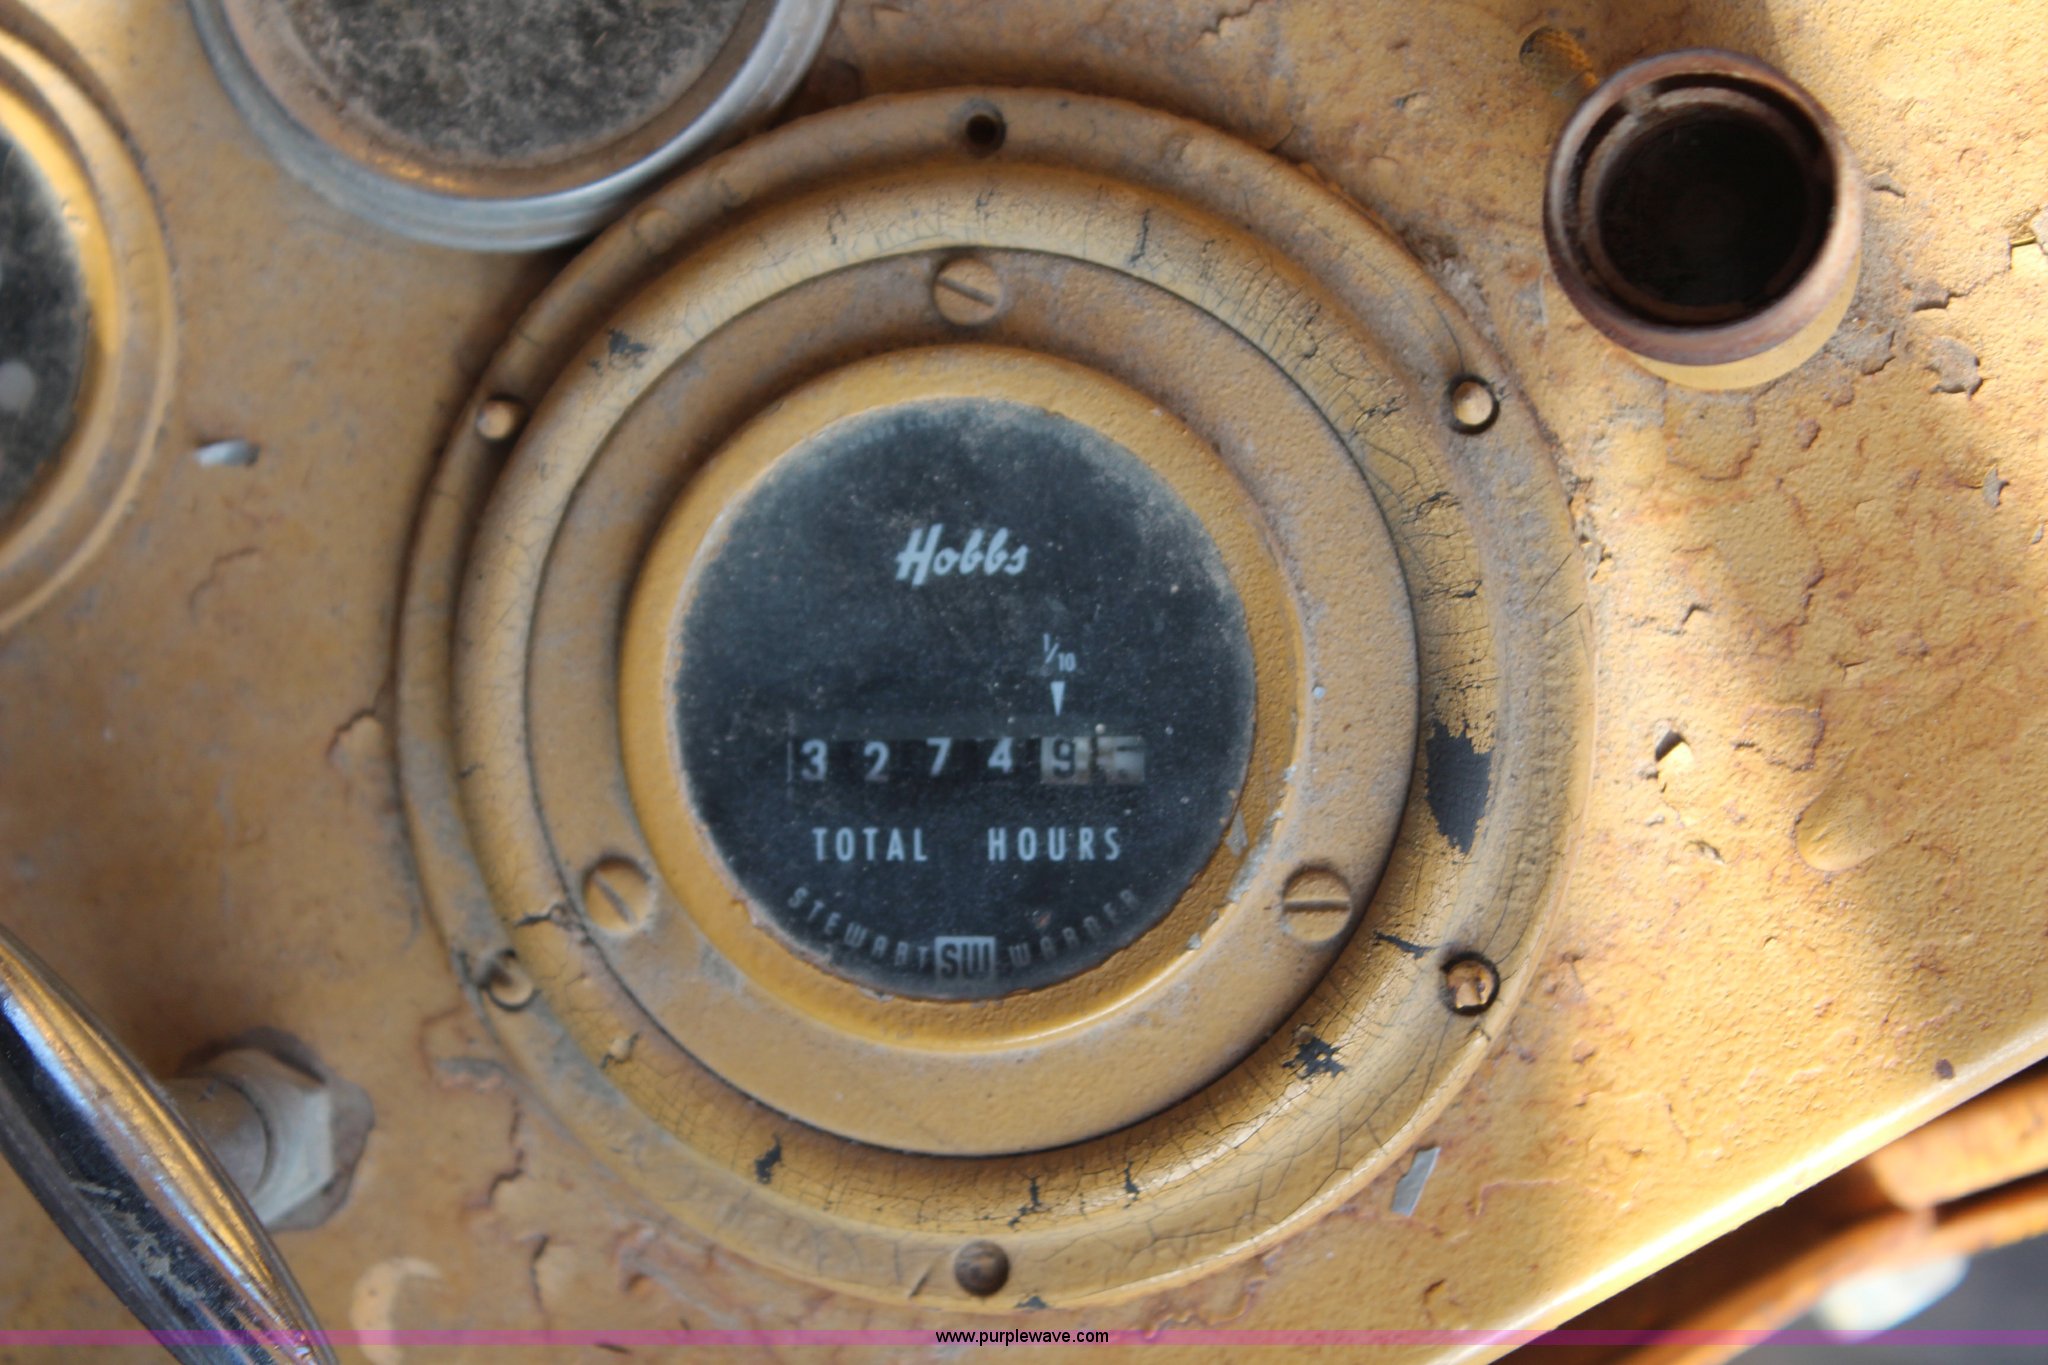 Hobbs
1/10
3 2 7 4 9
TOTAL HOURS
STEWART SW WARNER
www.purplewave.com